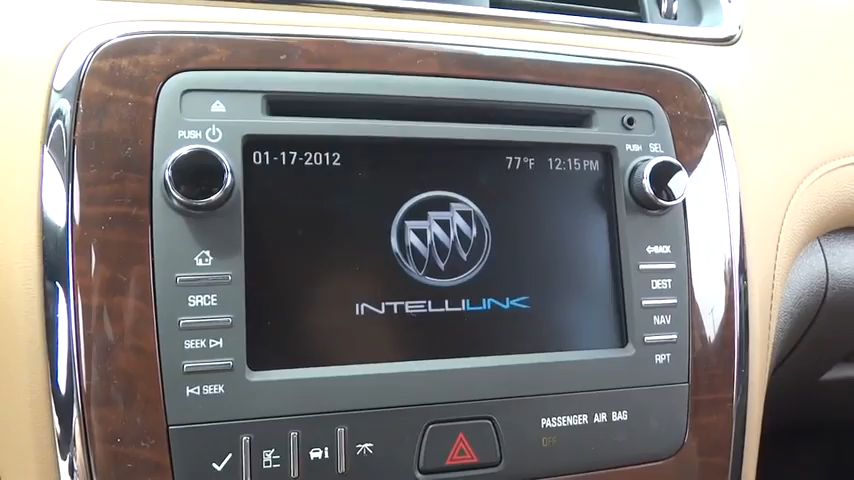 PUSH
PUSH SEL
01-17-2012 77°F 12:15 PM
INTELLILINK
SRCE
SEEK
SEEK
BACK
DEST
NAV
RPT
PASSENGER AIR BAG
OFF